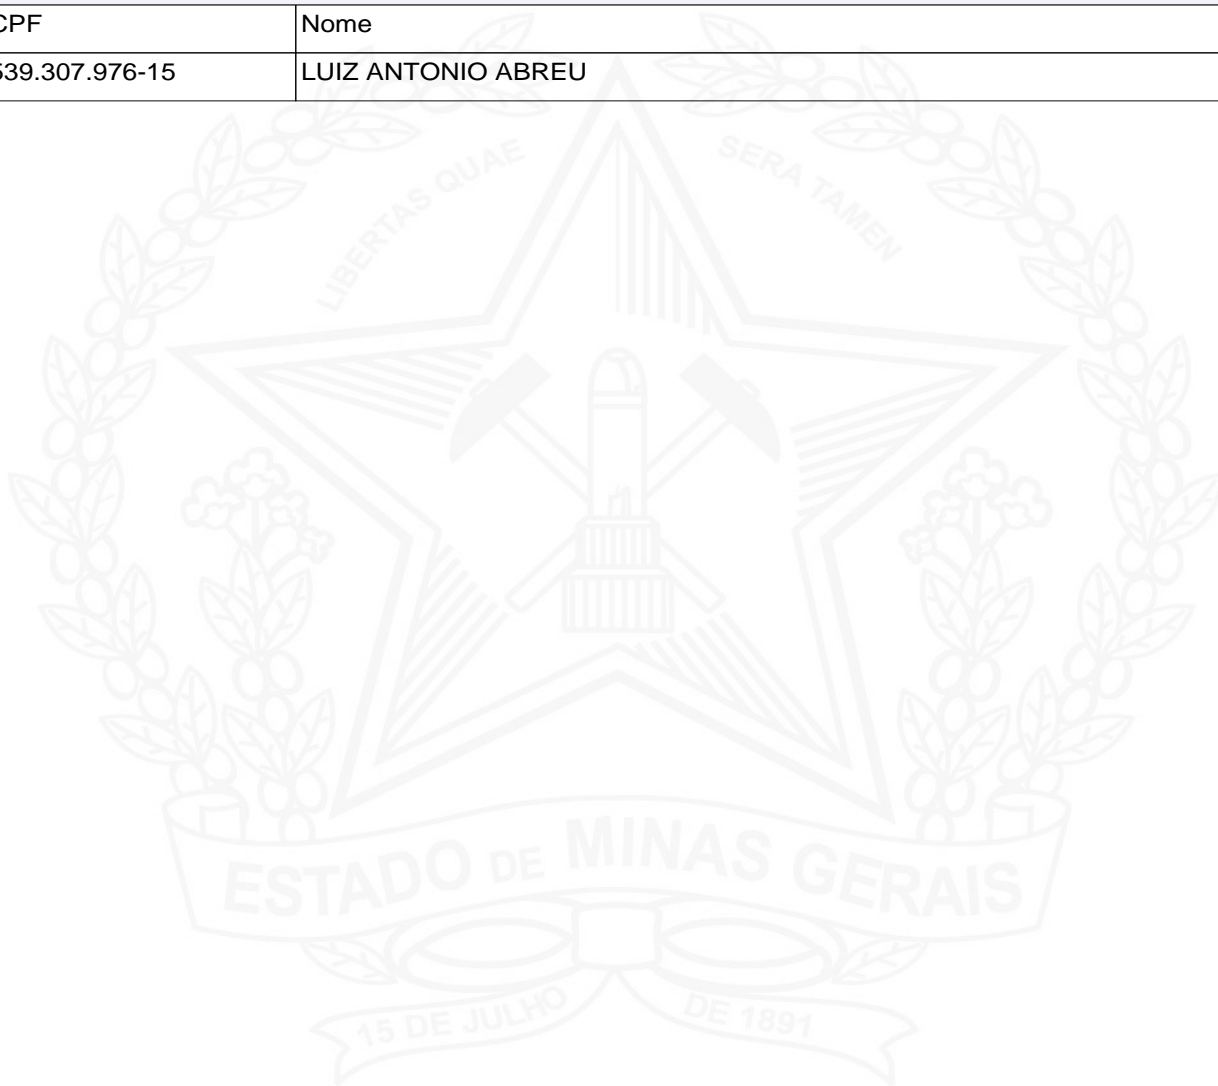 CPF Nome
539.307.976-15 LUIZ ANTONIO ABREU
LIBERTAS QUAE SERA TAMEN
ESTADO DE MINAS GERAIS
15 DE JULHO DE 1891